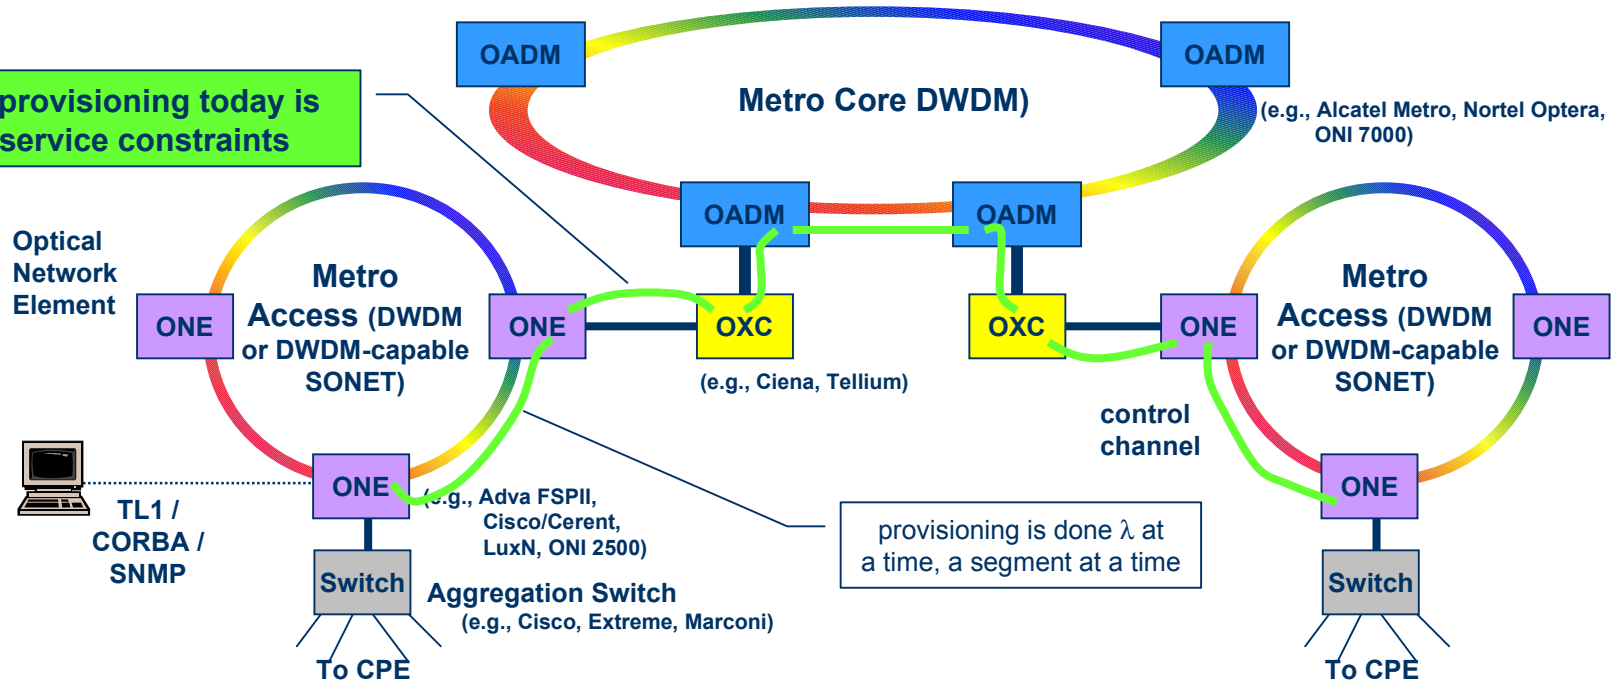 OADM
OADM
provisioning today is
service constraints
Metro Core DWDM)
(e.g., Alcatel Metro, Nortel Optera,
ONI 7000)
OADM
OADM
Optical
Network
Element
Metro
Access (DWDM
or DWDM-capable
SONET)
ONE
ONE
OXC
OXC
ONE
Metro
Access (DWDM
or DWDM-capable
SONET)
ONE
(e.g., Ciena, Tellium)
control
channel
ONE
(e.g., Adva FSPII,
Cisco/Cerent,
LuxN, ONI 2500)
ONE
TL1 /
CORBA /
SNMP
provisioning is done λ at
a time, a segment at a time
Switch
Aggregation Switch
(e.g., Cisco, Extreme, Marconi)
Switch
To CPE
To CPE